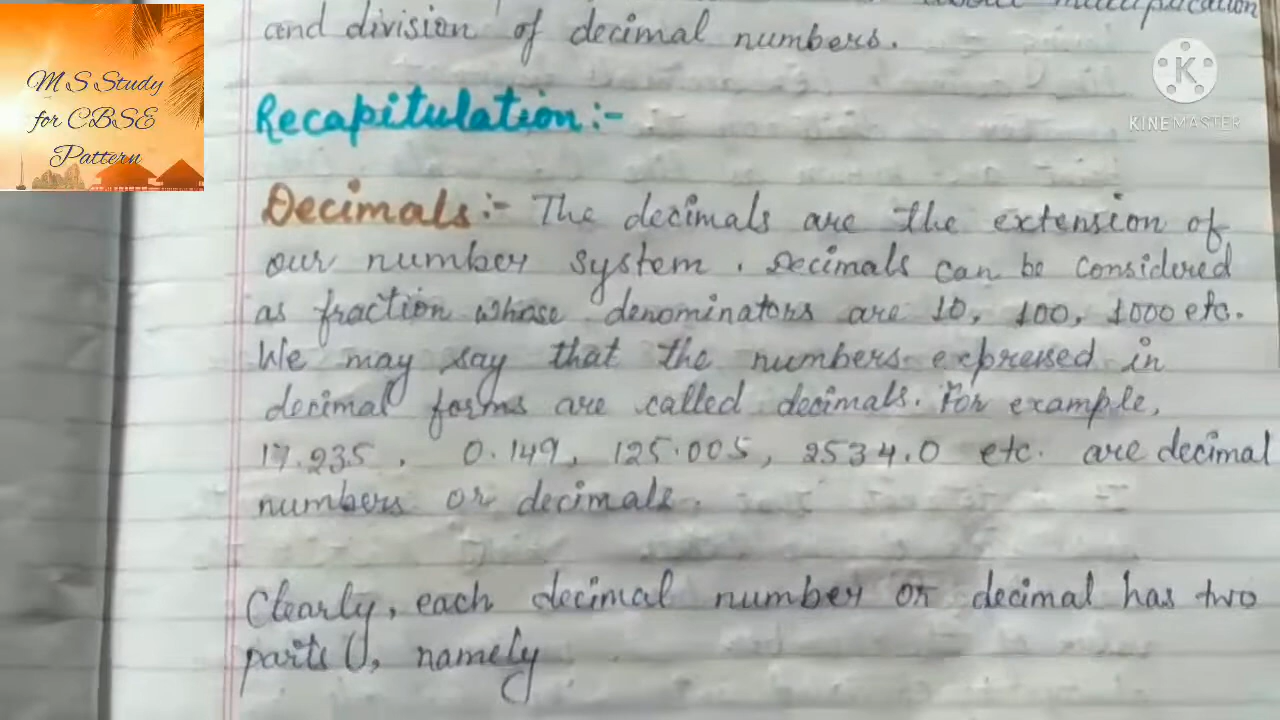 M S Study
for CBSE
Pattern
KINEMASTER
multiplication
and division of decimal numbers.
Recapitulation:-
Decimals:- The decimals are the extension of
our number system. Decimals can be considered
as fraction whose denominators are 10, 100, 1000 etc.
We may say that the numbers expressed in
decimal forms are called decimals. For example,
17.235, 0.149, 125.005, 2534.0 etc. are decimal
numbers or decimals.
Clearly, each decimal number or decimal has two
parts (), namely